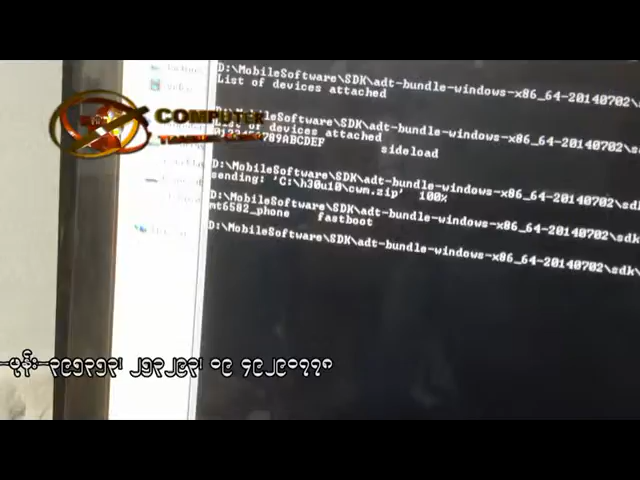 D:\MobileSoftware\SDK\adt-bundle-windows-x86_64-20140702\
List of devices attached
D:\MobileSoftware\SDK\adt-bundle-windows-x86_64-20140702\sd
List of devices attached
0123456789ABCDEF sideload
D:\MobileSoftware\SDK\adt-bundle-windows-x86_64-20140702\sdk
sending: 'C:\h30u10\cwm.zip' 100%
D:\MobileSoftware\SDK\adt-bundle-windows-x86_64-20140702\sdk
mt6582_phone fastboot
D:\MobileSoftware\SDK\adt-bundle-windows-x86_64-20140702\sdk\
COMPUTER